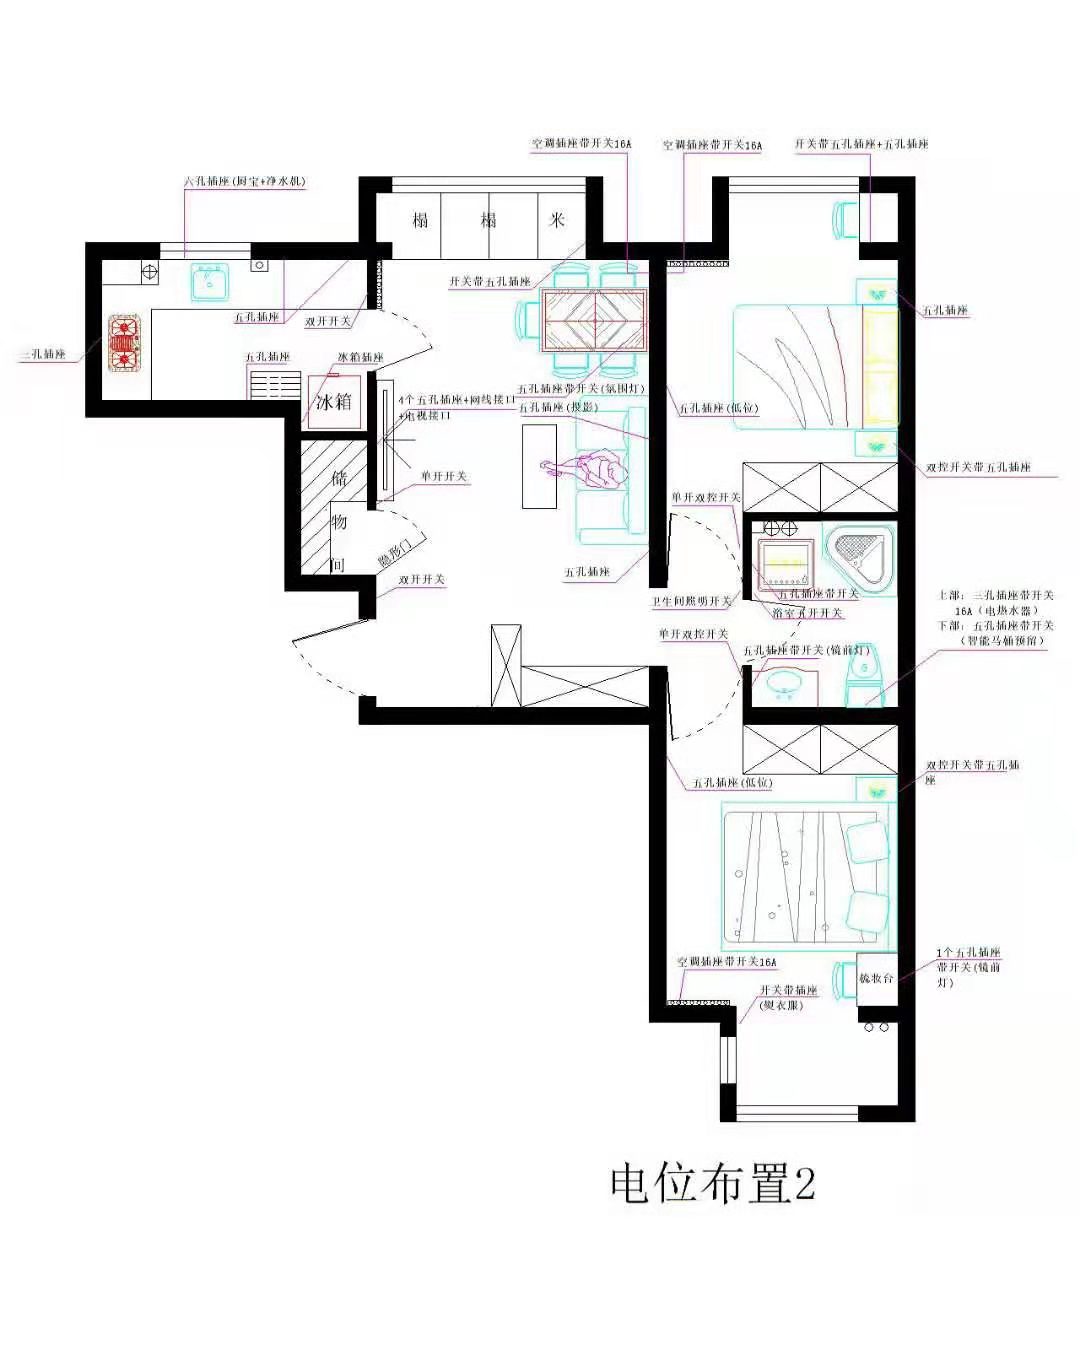 空调插座带开关16A
空调插座带开关16A
开关带五孔插座+五孔插座
六孔插座(厨宝+净水机)
榻
榻
米
开关带五孔插座
五孔插座
双开开关
五孔插座
三孔插座
五孔插座
冰箱插座
冰箱
4个五孔插座+网线接口
+电视接口
五孔插座带开关(氛围灯)
五孔插座(投影)
五孔插座(低位)
双控开关带五孔插座
单开开关
储
物
间
隐形门
双开开关
单开双控开关
五孔插座
卫生间照明开关
五孔插座带开关
浴室五开开关
上部: 三孔插座带开关
16A (电热水器)
下部: 五孔插座带开关
(智能马桶预留)
单开双控开关
五孔插座带开关(镜前灯)
五孔插座(低位)
双控开关带五孔插
座
空调插座带开关16A
开关带插座
(熨衣服)
梳妆台
1个五孔插座
带开关(镜前
灯)
电位布置2